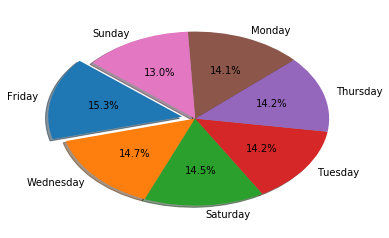 Sunday
Monday
13.0%
14.1%
Friday
15.3%
14.2%
Thursday
14.7%
14.2%
Wednesday
14.5%
Tuesday
Saturday